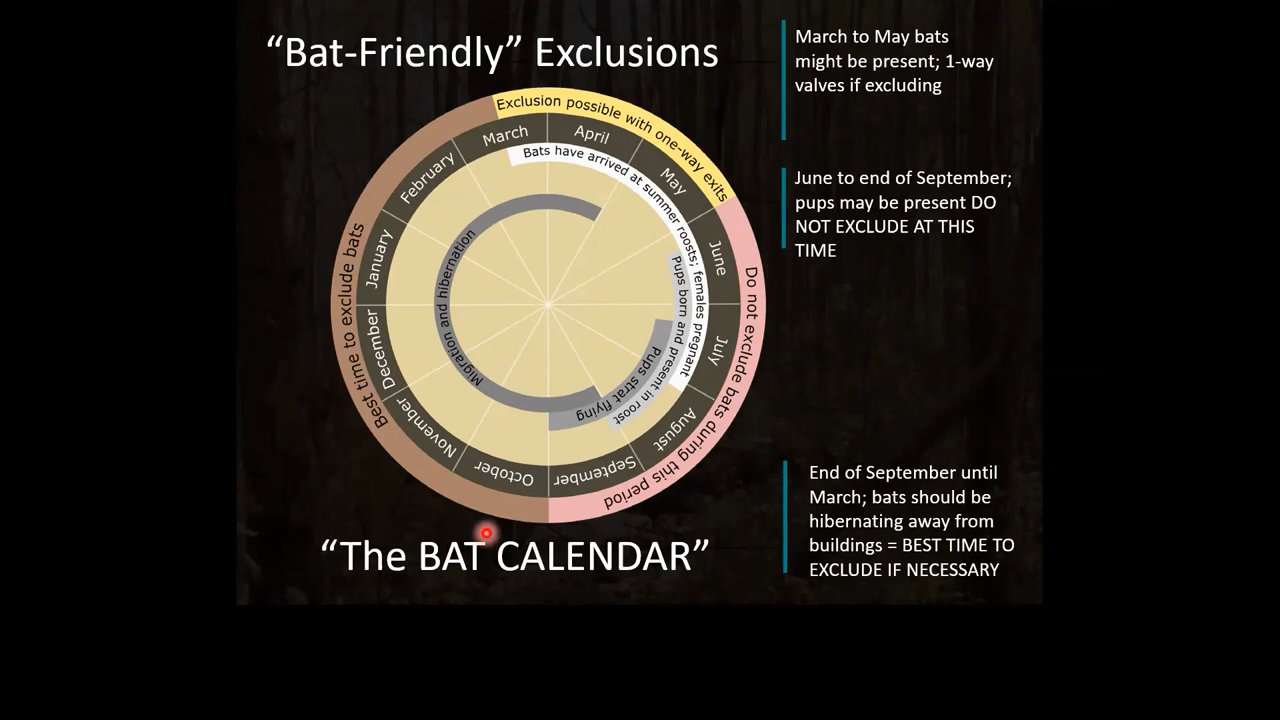 “Bat-Friendly” Exclusions
Exclusion possible with one-way exits
Do not exclude bats during this period
Best time to exclude bats
January
February
March
April
May
June
July
August
September
October
November
December
Bats have arrived at summer roosts; females pregnant
Pups born and present in roost
Pups strat flying
Migration and hibernation
“The BAT CALENDAR”
March to May bats
might be present; 1-way
valves if excluding
June to end of September;
pups may be present DO
NOT EXCLUDE AT THIS
TIME
End of September until
March; bats should be
hibernating away from
buildings = BEST TIME TO
EXCLUDE IF NECESSARY